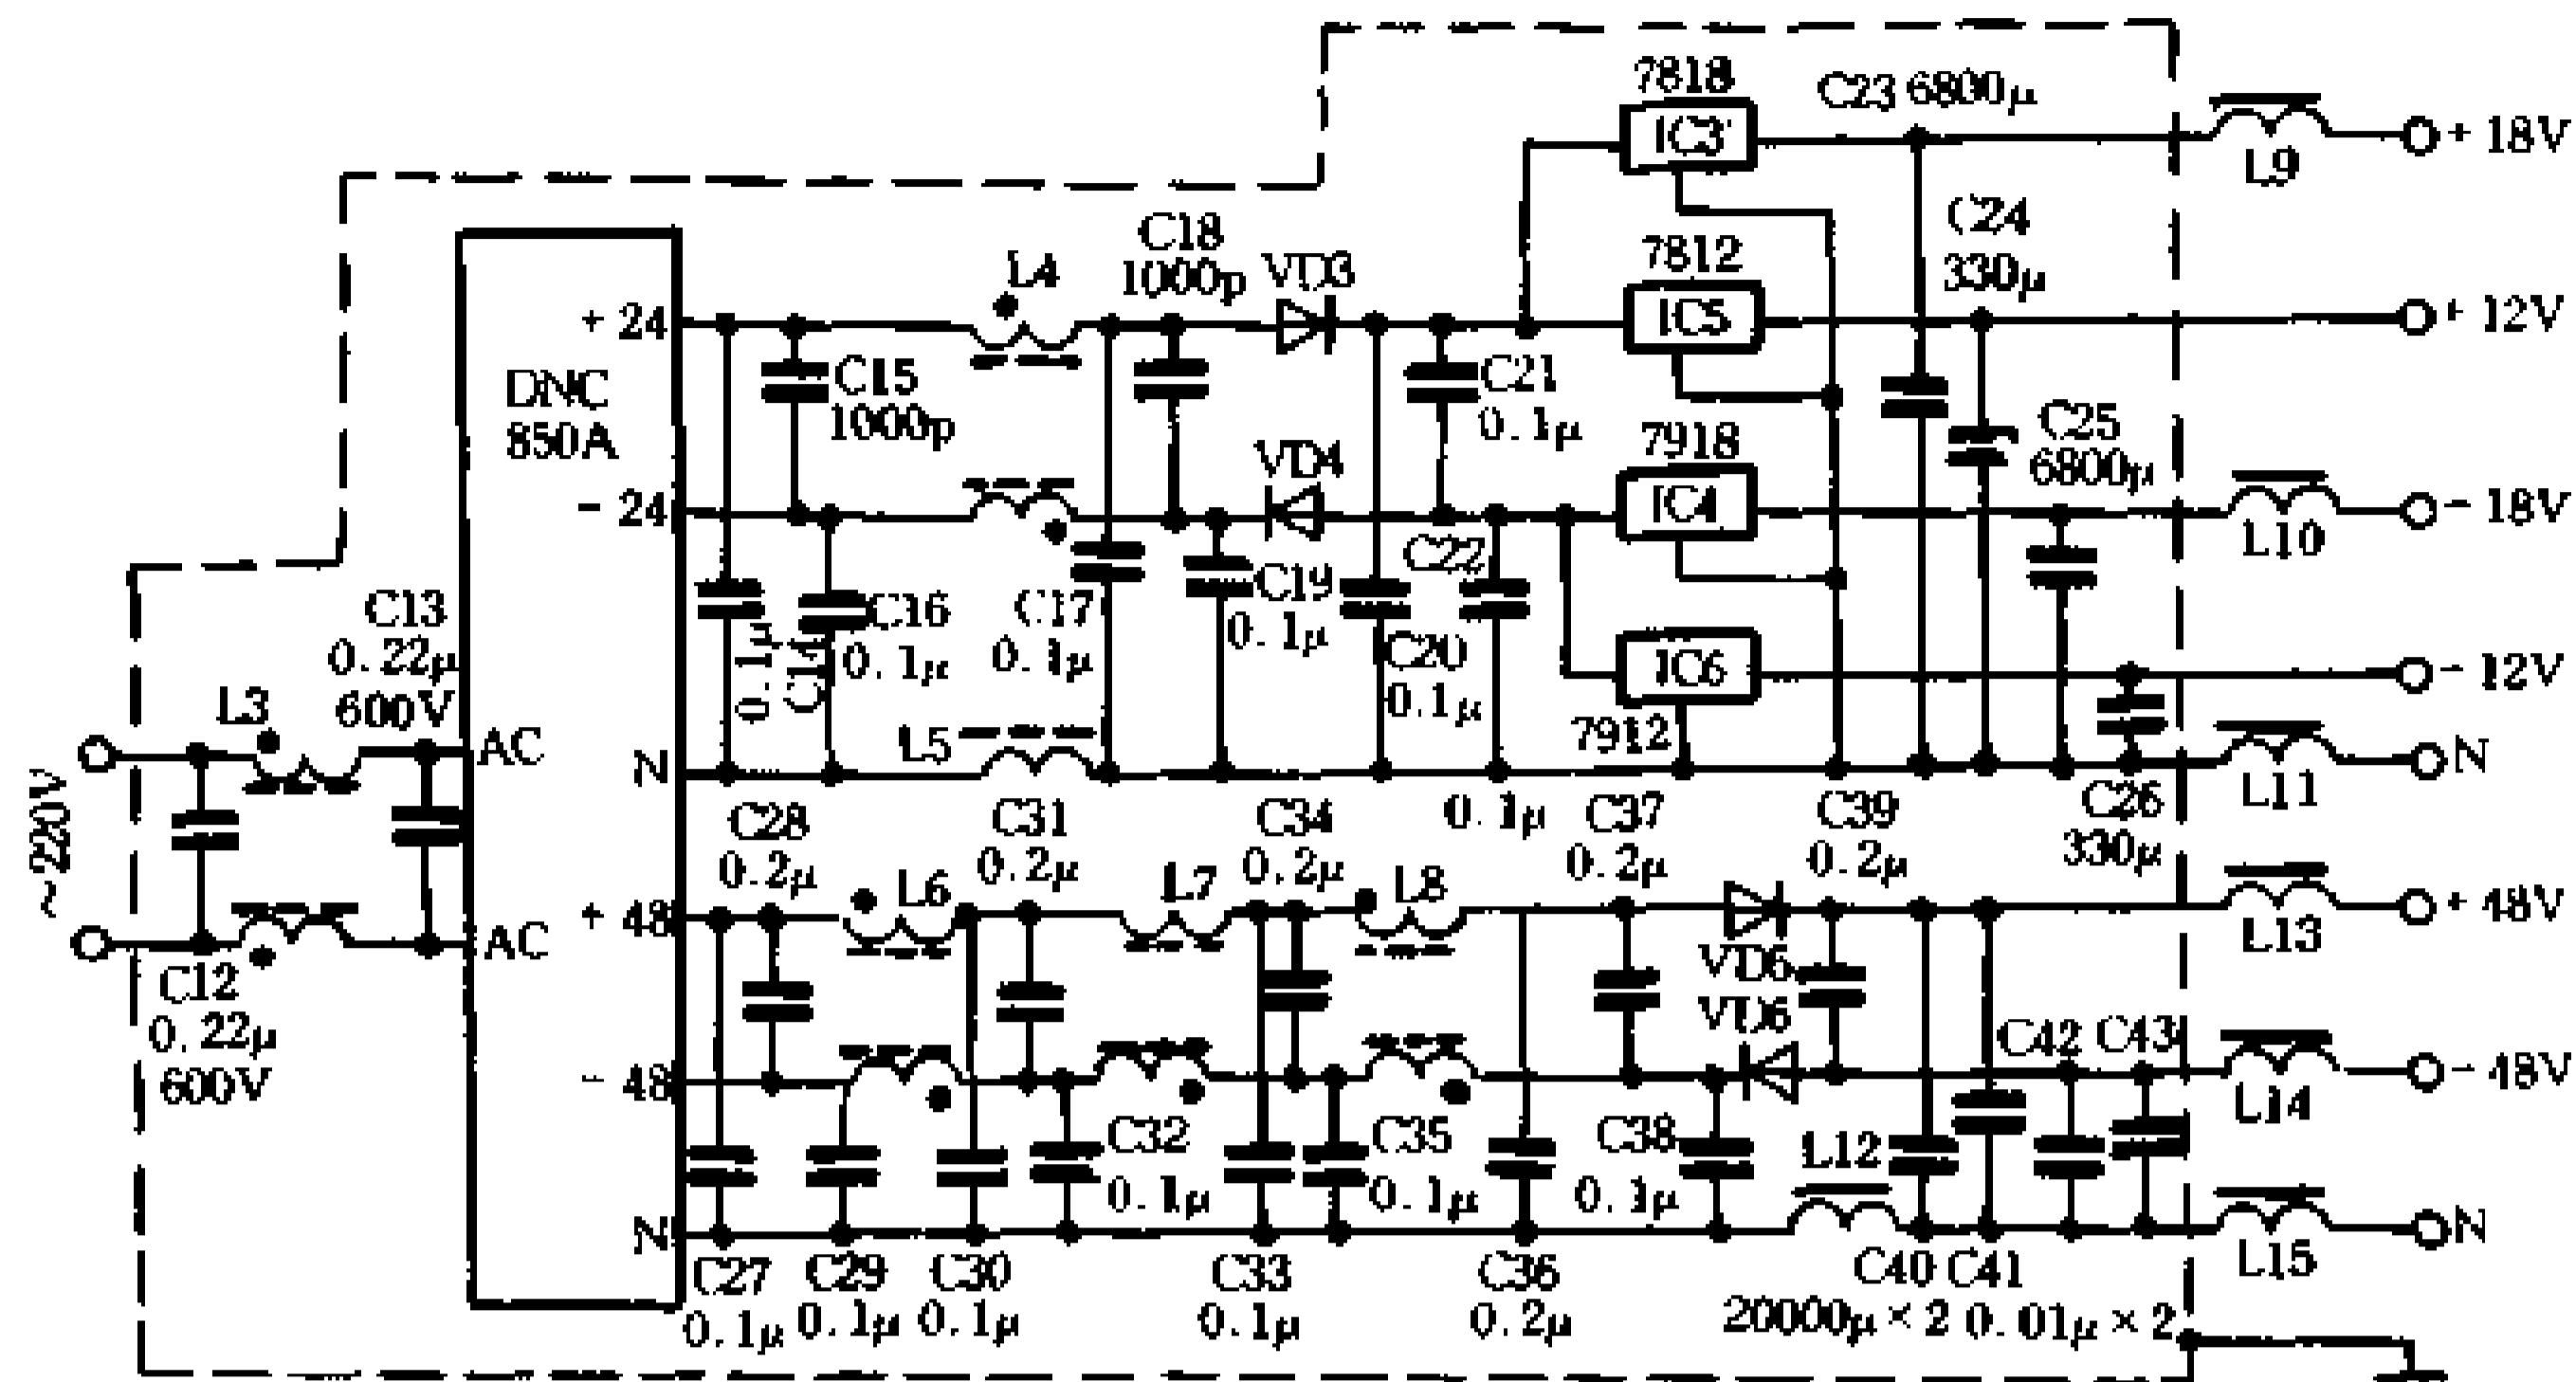 7818
IC3
C23 6800μ
L9
+ 18V
C24
330μ
7812
IC5
+ 12V
C18
1000p
VD3
L4
+ 24
DNC
850A
C15
1000p
C21
0.1μ
7918
IC4
C25
6800μ
VD4
- 24
L10
- 18V
C22
C19
0.1μ
C16
0.1μ
C17
0.1μ
0.1μ
C20
0.1μ
IC6
7912
- 12V
C13
0.22μ
600V
L3
AC
L5
N
L11
N
~220V
C28
0.2μ
C31
0.2μ
C34
0.2μ
0.1μ
C37
0.2μ
C39
0.2μ
C26
330μ
L6
L7
L8
+ 48
L13
+ 48V
AC
C12
0.22μ
600V
VD6
VD6
C42
C43
- 48
L14
- 48V
C32
0.1μ
C35
0.1μ
C38
0.1μ
L12
N
L15
N
C27
0.1μ
C29
0.1μ
C30
0.1μ
C33
0.1μ
C36
0.2μ
C40 C41
20000μ × 2 0.01μ × 2